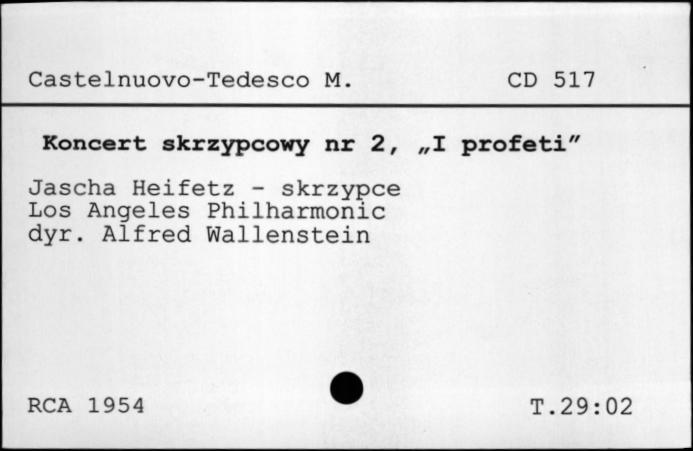 Castelnuovo-Tedesco M. CD 517
Koncert skrzypcowy nr 2, „I profeti”
Jascha Heifetz - skrzypce
Los Angeles Philharmonic
dyr. Alfred Wallenstein
RCA 1954 T.29:02